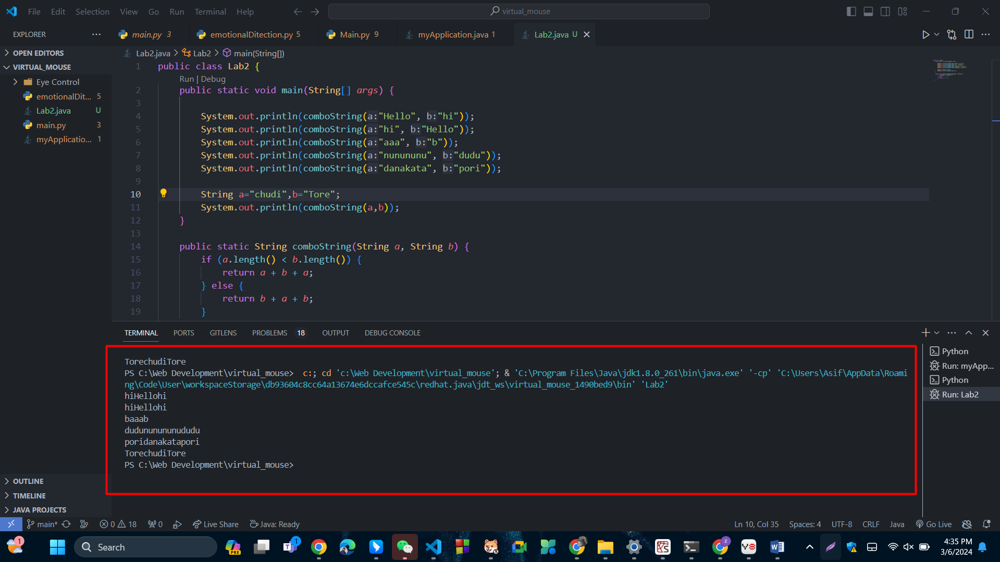 File Edit Selection View Go Run Terminal Help
virtual_mouse
EXPLORER
main.py 3
emotionalDitection.py 5
Main.py 9
myApplication.java 1
Lab2.java U
OPEN EDITORS
VIRTUAL_MOUSE
Eye Control
emotionalDit... 5
Lab2.java U
main.py 3
myApplicatio... 1
Lab2.java > Lab2 > main(String[])
1 public class Lab2 {
Run | Debug
2 public static void main(String[] args) {
3
4 System.out.println(comboString(a:"Hello", b:"hi"));
5 System.out.println(comboString(a:"hi", b:"Hello"));
6 System.out.println(comboString(a:"aaa", b:"b"));
7 System.out.println(comboString(a:"nunununu", b:"dudu"));
8 System.out.println(comboString(a:"danakata", b:"pori"));
9
10 String a="chudi",b="Tore";
11 System.out.println(comboString(a,b));
12 }
13
14 public static String comboString(String a, String b) {
15 if (a.length() < b.length()) {
16 return a + b + a;
17 } else {
18 return b + a + b;
19 }
TERMINAL PORTS GITLENS PROBLEMS 18 OUTPUT DEBUG CONSOLE
TorechudiTore
PS C:\Web Development\virtual_mouse> c:; cd 'c:\Web Development\virtual_mouse'; & 'C:\Program Files\Java\jdk1.8.0_261\bin\java.exe' '-cp' 'C:\Users\Asif\AppData\Roami
ng\Code\User\workspaceStorage\db93604c8cc64a13674e6dccafce545c\redhat.java\jdt_ws\virtual_mouse_1490bed9\bin' 'Lab2'
hiHellohi
hiHellohi
baaab
dudunununununudu
poridanakatapori
TorechudiTore
PS C:\Web Development\virtual_mouse>
Python
Run: myApp...
Python
Run: Lab2
OUTLINE
TIMELINE
JAVA PROJECTS
main* 0 18 0 Live Share Java: Ready
Ln 10, Col 35 Spaces: 4 UTF-8 CRLF Java Go Live
1
Search
PRE
1
4:35 PM
3/6/2024